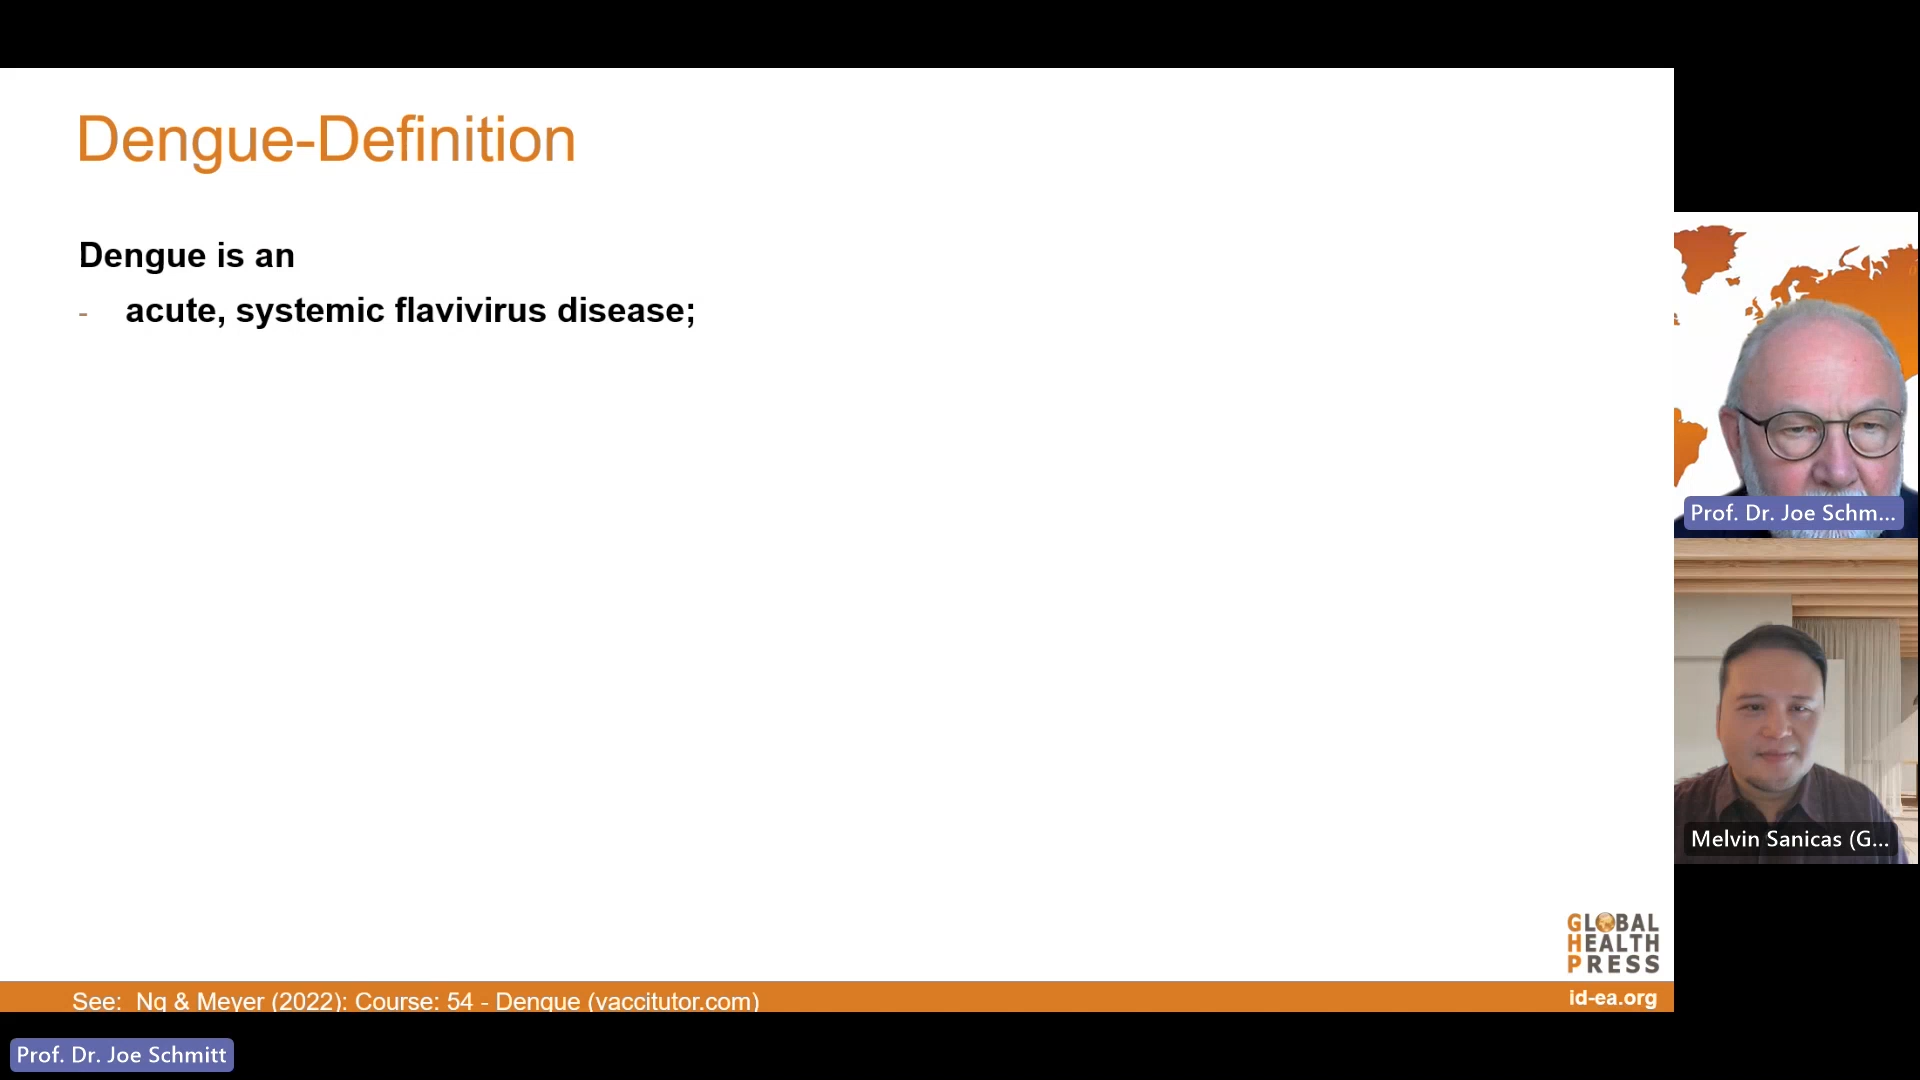 Dengue-Definition
Dengue is an
- acute, systemic flavivirus disease;
Prof. Dr. Joe Schm...
Melvin Sanicas (G...
GLOBAL
HEALTH
PRESS
See: Ng & Meyer (2022): Course: 54 - Dengue (vaccitutor.com)
id-ea.org
Prof. Dr. Joe Schmitt